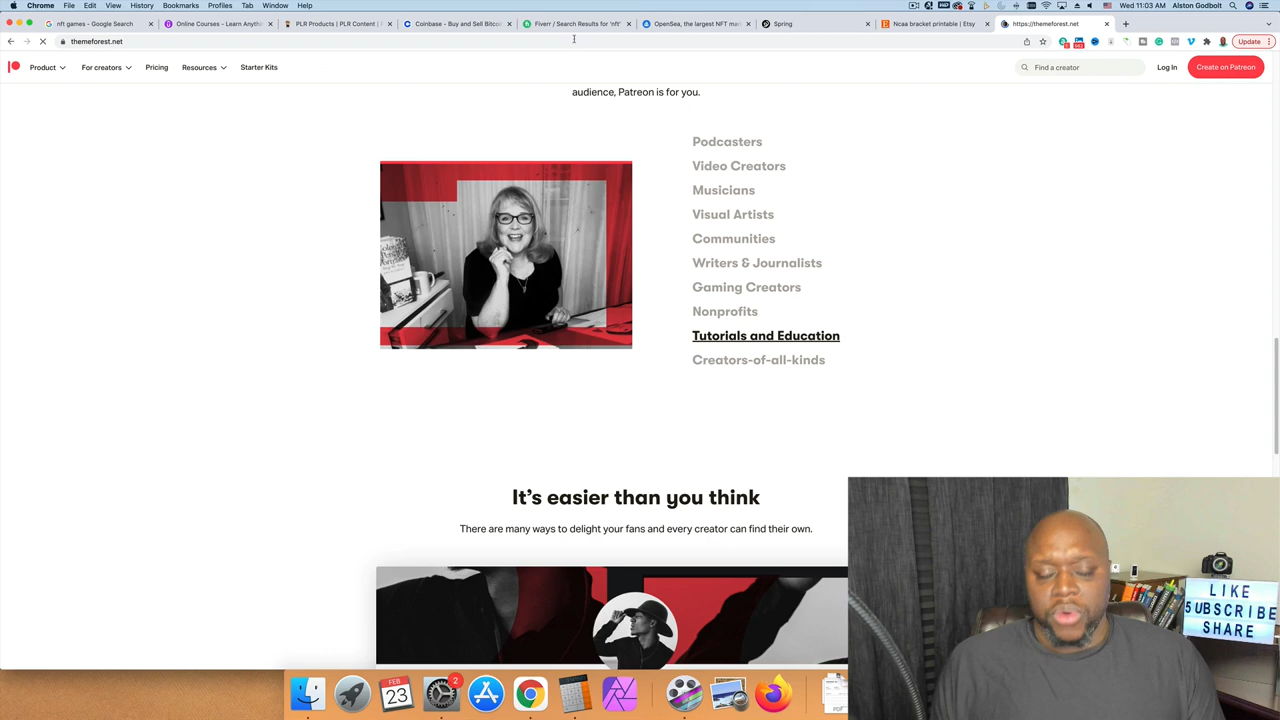 Chrome File Edit View History Bookmarks Profiles Tab Window Help
Wed 11:03 AM Alston Godbolt
nft games - Google Search
Online Courses - Learn Anythi
PLR Products | PLR Content | E
Coinbase - Buy and Sell Bitcoi
Fiverr / Search Results for 'nft'
OpenSea, the largest NFT mar
Spring
Ncaa bracket printable | Etsy
https://themeforest.net
themeforest.net
Update
Product For creators Pricing Resources Starter Kits
Find a creator
Log In
Create on Patreon
audience, Patreon is for you.
Podcasters
Video Creators
Musicians
Visual Artists
Communities
Writers & Journalists
Gaming Creators
Nonprofits
Tutorials and Education
Creators-of-all-kinds
It's easier than you think
There are many ways to delight your fans and every creator can find their own.
LIKE
5UBSCRIBE
SHARE
FEB
23
2
PDF